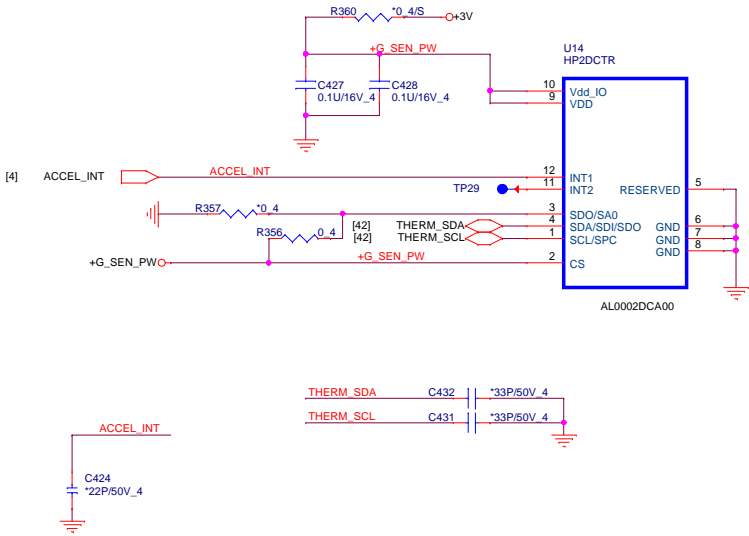 R360 *0_4/S +3V
+G_SEN_PW
C427
0.1U/16V_4
C428
0.1U/16V_4
U14
HP2DCTR
10 Vdd_IO
9 VDD
[4] ACCEL_INT ACCEL_INT 12 INT1
TP29 11 INT2
RESERVED 5
R357 *0_4 3 SDO/SA0
[42] THERM_SDA 4 SDA/SDI/SDO GND 6
R356 0_4 [42] THERM_SCL 1 SCL/SPC GND 7
GND 8
+G_SEN_PW +G_SEN_PW 2 CS
AL0002DCA00
THERM_SDA C432 *33P/50V_4
THERM_SCL C431 *33P/50V_4
ACCEL_INT
C424
*22P/50V_4